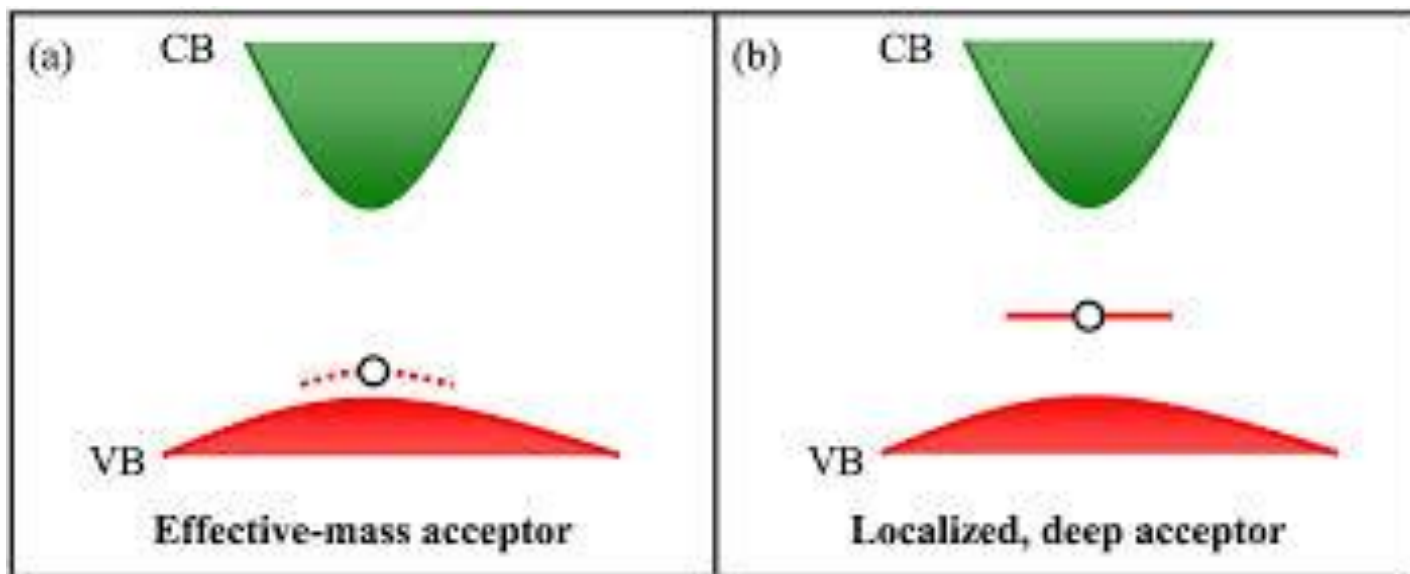 (a)
CB
VB
Effective-mass acceptor
(b)
CB
VB
Localized, deep acceptor